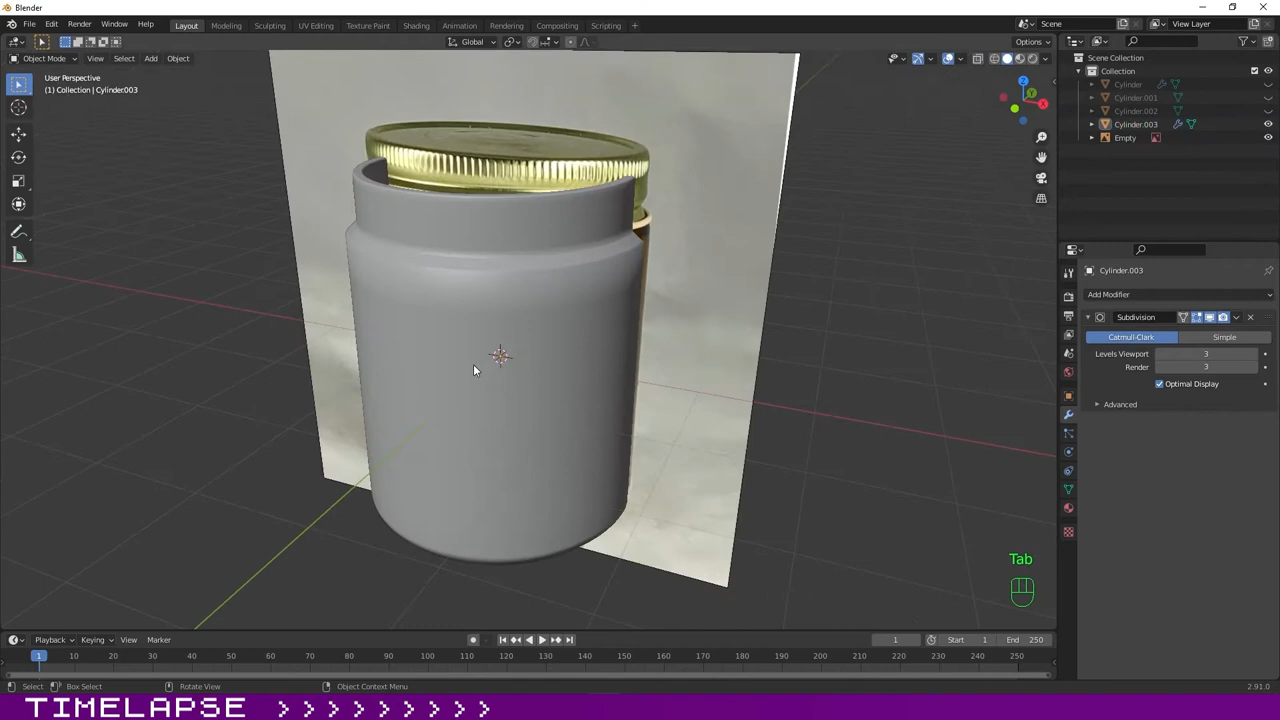 Blender
File Edit Render Window Help
Layout Modeling Sculpting UV Editing Texture Paint Shading Animation Rendering Compositing Scripting +
Scene
View Layer
Global
Options
Object Mode View Select Add Object
User Perspective
(1) Collection | Cylinder.003
Z
Y
X
Scene Collection
Collection
Cylinder
Cylinder.001
Cylinder.002
Cylinder.003
Empty
Cylinder.003
Add Modifier
Subdivision
Catmull-Clark Simple
Levels Viewport 3
Render 3
Optimal Display
Advanced
Tab
Playback Keying View Marker
1
Start 1
End 250
1 10 20 30 40 50 60 70 80 90 100 110 120 130 140 150 160 170 180 190 200 210 220 230 240 250
Select Box Select Rotate View Object Context Menu
2.91.0
TIMELAPSE > > > > > > > > >